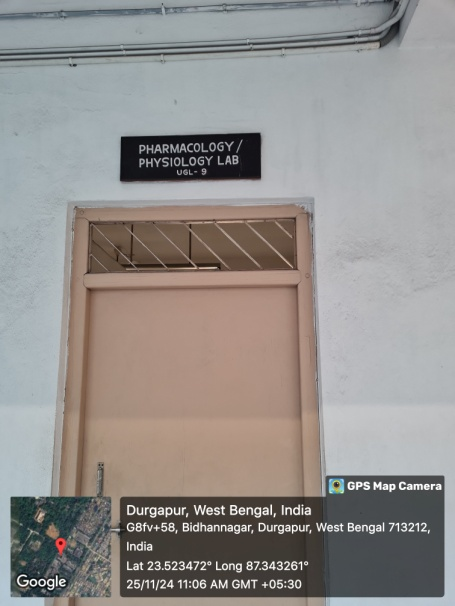 PHARMACOLOGY/
PHYSIOLOGY LAB
UGL- 9
GPS Map Camera
Durgapur, West Bengal, India
G8fv+58, Bidhannagar, Durgapur, West Bengal 713212,
India
Lat 23.523472° Long 87.343261°
25/11/24 11:06 AM GMT +05:30
Google